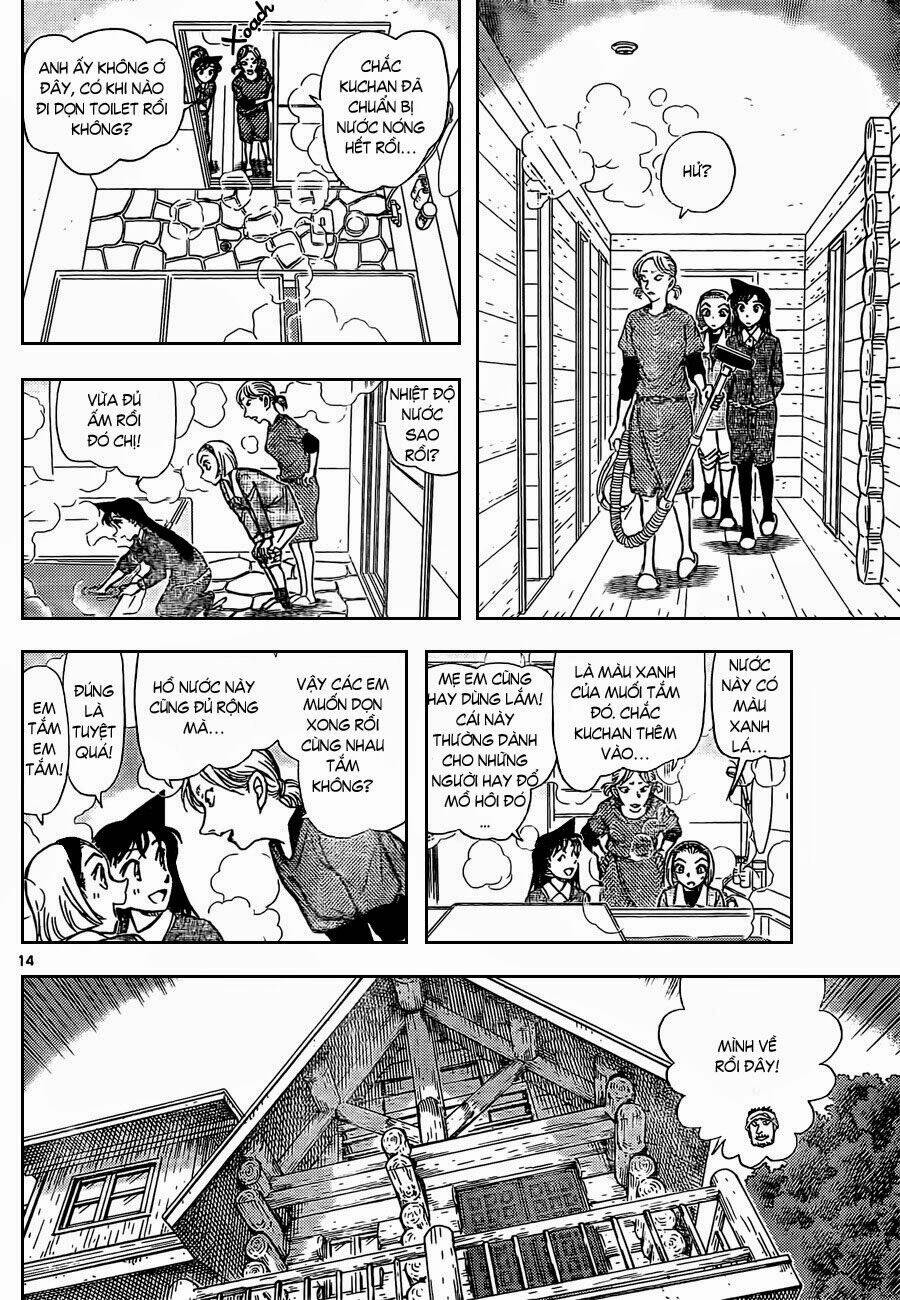 HỬ?
Xoạch
CHẮC
KUCHAN ĐÃ
CHUẨN BỊ
NƯỚC NÓNG
HẾT RỒI...
ANH ẤY KHÔNG Ở
ĐÂY, CÓ KHI NÀO
ĐI DỌN TOILET RỒI
KHÔNG?
NHIỆT ĐỘ
NƯỚC
SAO
RỒI?
VỪA ĐỦ
ẤM RỒI
ĐÓ CHỊ!
NƯỚC
NÀY CÓ
MÀU
XANH
LÁ...
LÀ MÀU XANH
CỦA MUỐI TẮM
ĐÓ. CHẮC
KUCHAN THÊM
VÀO...
MẸ EM CŨNG
HAY DÙNG LẮM!
CÁI NÀY
THƯỜNG DÀNH
CHO NHỮNG
NGƯỜI HAY ĐỔ
MỒ HÔI ĐÓ
...
VẬY CÁC EM
MUỐN DỌN
XONG RỒI
CÙNG NHAU
TẮM
KHÔNG?
HỒ NƯỚC NÀY
CŨNG ĐỦ RỘNG
MÀ...
ĐÚNG
LÀ
TUYỆT
QUÁ!
EM
TẮM
EM
TẮM!
14
MÌNH VỀ
RỒI ĐÂY!